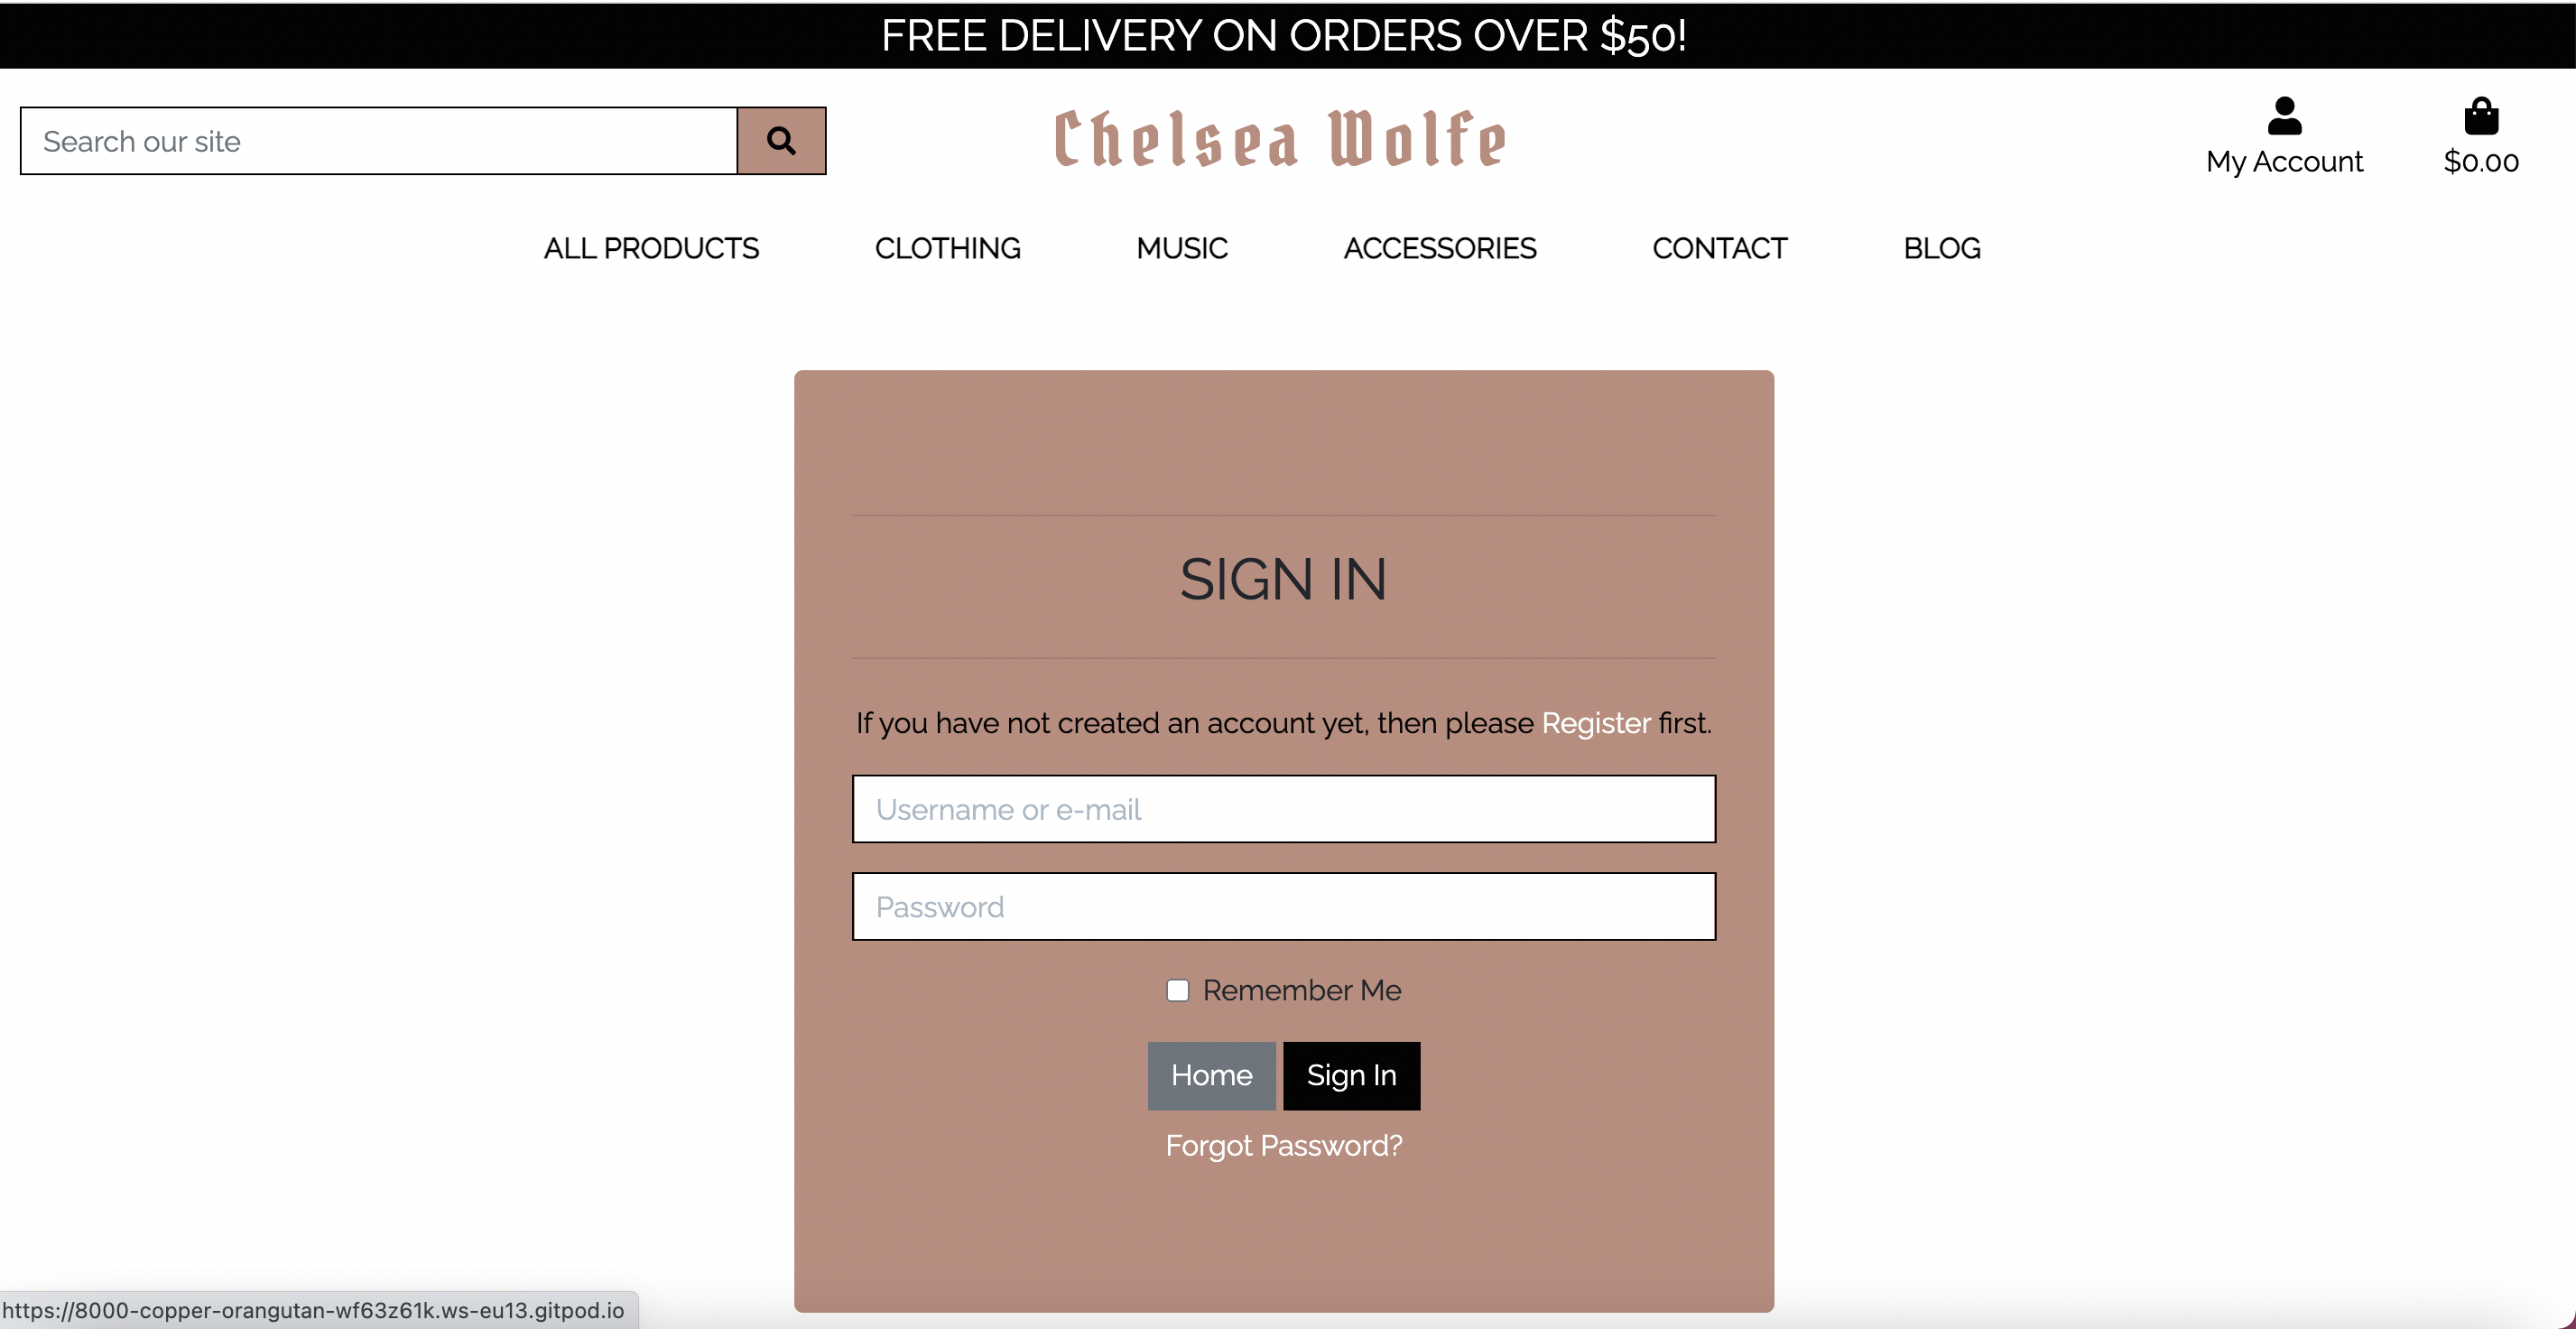 FREE DELIVERY ON ORDERS OVER $50!
Search our site
Chelsea Wolfe
My Account
$0.00
ALL PRODUCTS
CLOTHING
MUSIC
ACCESSORIES
CONTACT
BLOG
SIGN IN
If you have not created an account yet, then please Register first.
Username or e-mail
Password
Remember Me
Home
Sign In
Forgot Password?
https://8000-copper-orangutan-wf63z61k.ws-eu13.gitpod.io